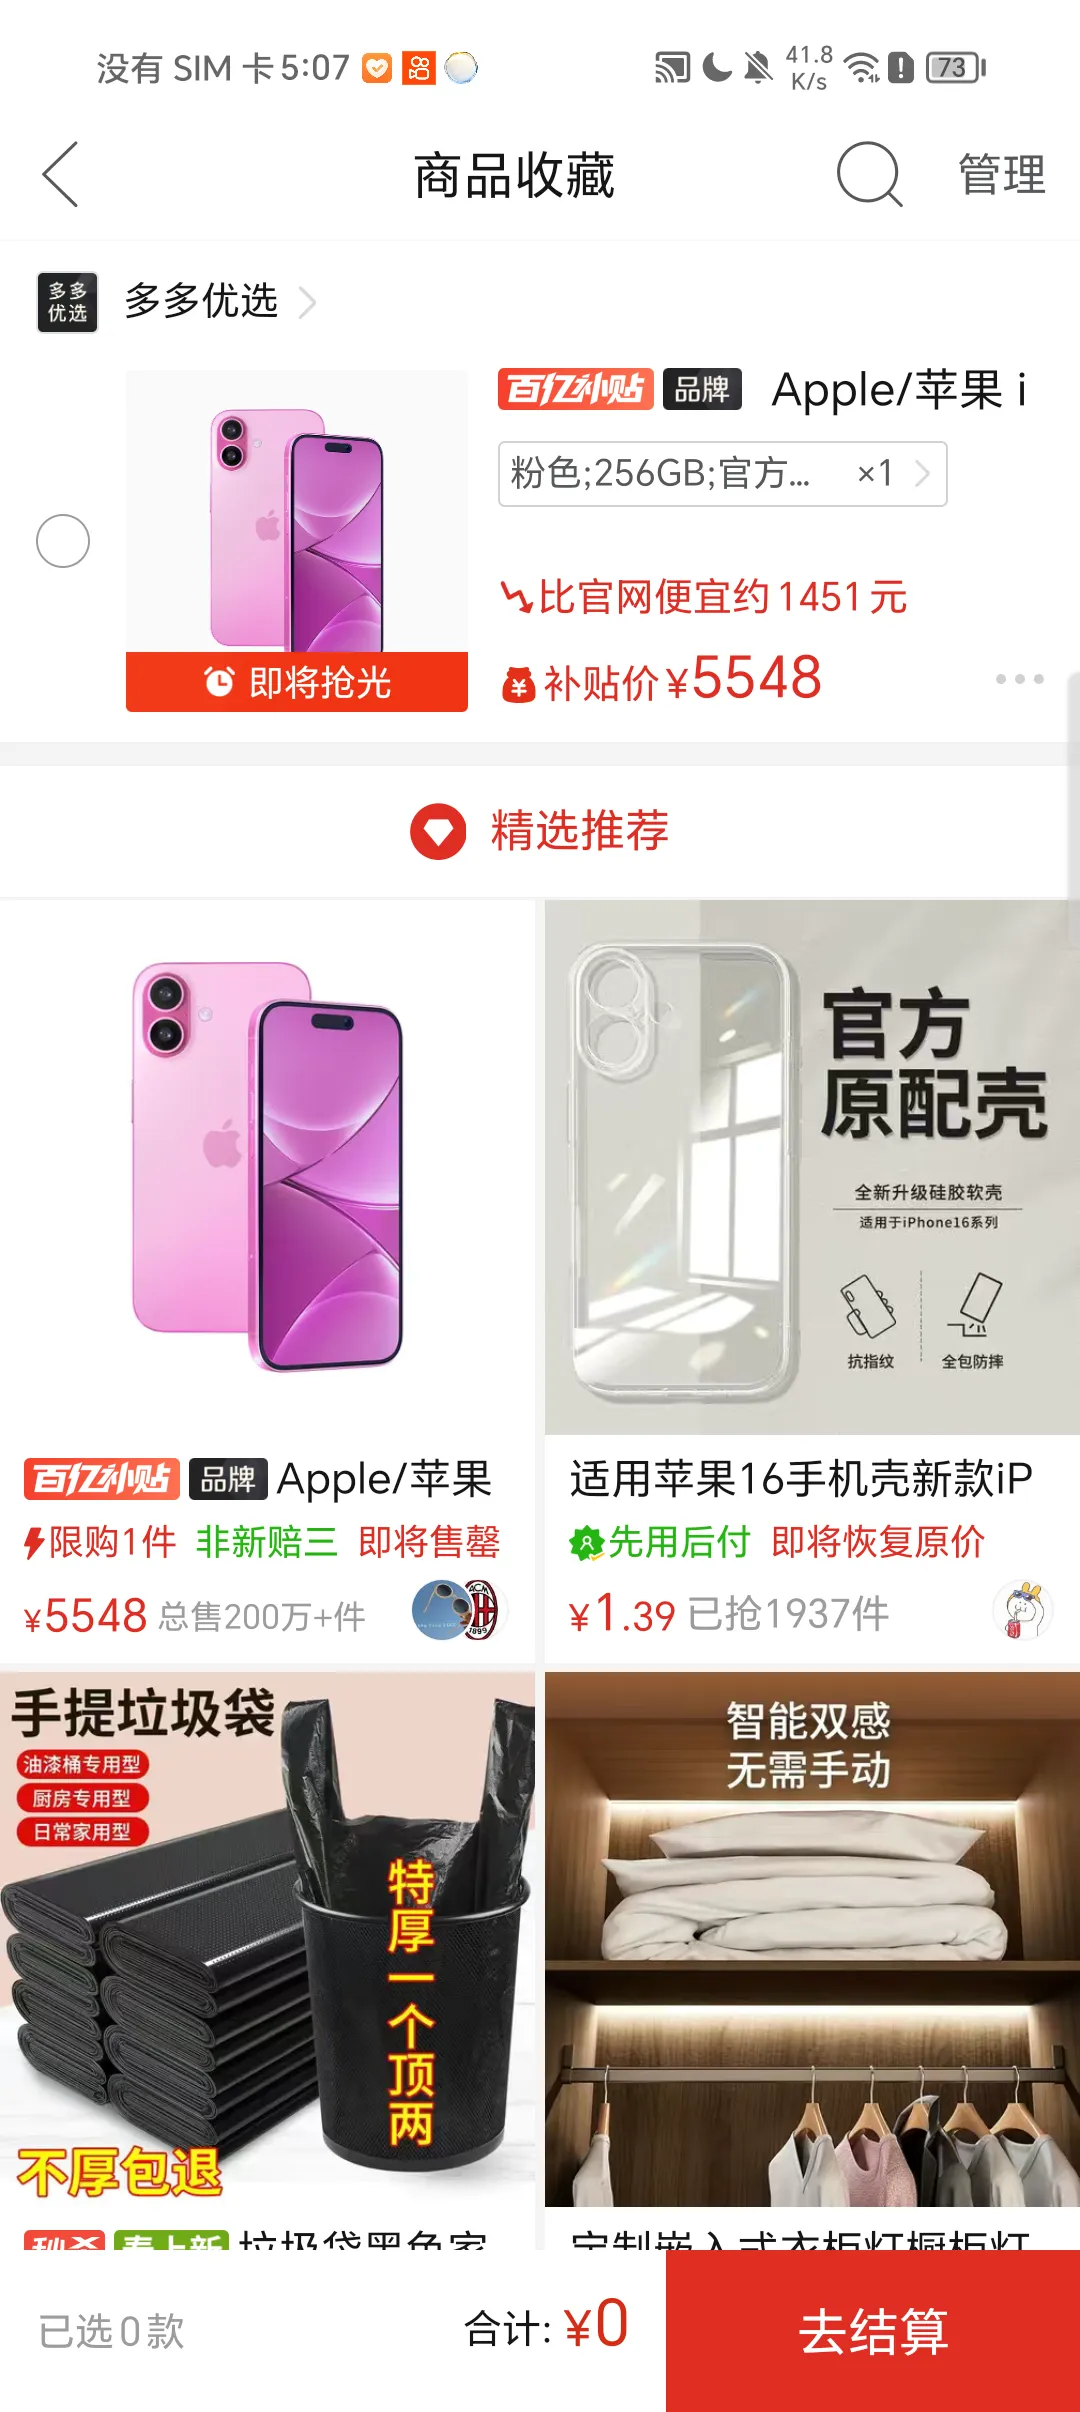 没有 SIM 卡 5:07
41.8 K/s
73
商品收藏
管理
多多优选
多多优选
百亿补贴 品牌 Apple/苹果 i
粉色;256GB;官方... ×1
比官网便宜约1451元
即将抢光
补贴价¥5548
精选推荐
官方
原配壳
全新升级硅胶软壳
适用于iPhone16系列
抗指纹 全包防摔
百亿补贴 品牌 Apple/苹果
限购1件 非新赔三 即将售罄
¥5548 总售200万+件
ACM
1899
适用苹果16手机壳新款iP
先用后付 即将恢复原价
¥1.39 已抢1937件
手提垃圾袋
油漆桶专用型
厨房专用型
日常家用型
特厚一个顶两
不厚包退
智能双感
无需手动
秒杀 春上新 垃圾袋黑色家
定制嵌入式衣柜灯橱柜灯
已选0款
合计: ¥0
去结算